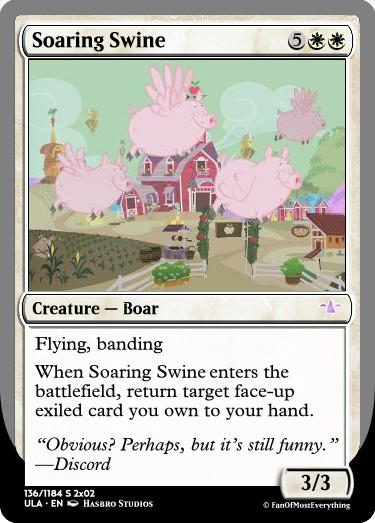 Soaring Swine 5
Creature — Boar
Flying, banding
When Soaring Swine enters the
battlefield, return target face-up
exiled card you own to your hand.
“Obvious? Perhaps, but it’s still funny.”
—Discord
3/3
136/1184 S 2x02
ULA • EN Hasbro Studios
© FanOfMostEverything